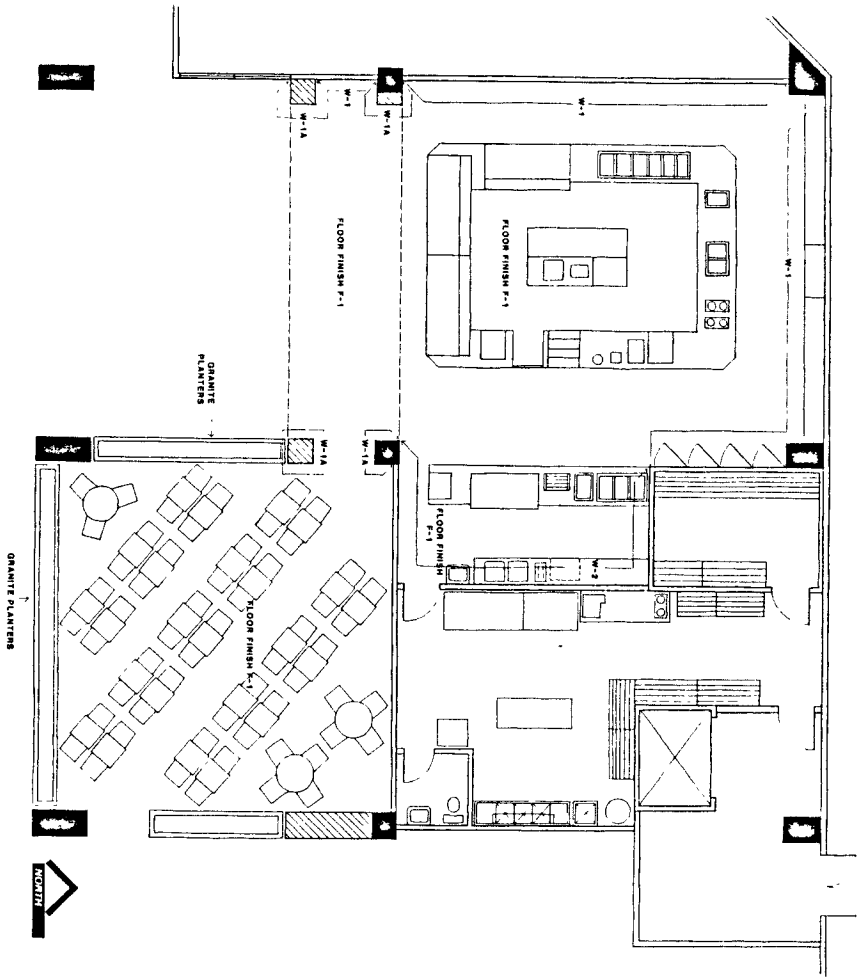 W-1
W-1
W-1A
W-1A
FLOOR FINISH F-1
FLOOR FINISH F-1
W-1
GRANITE
PLANTERS
W-1A
W-1A
FLOOR FINISH
F-1
W-2
FLOOR FINISH F-1
GRANITE PLANTERS
NORTH